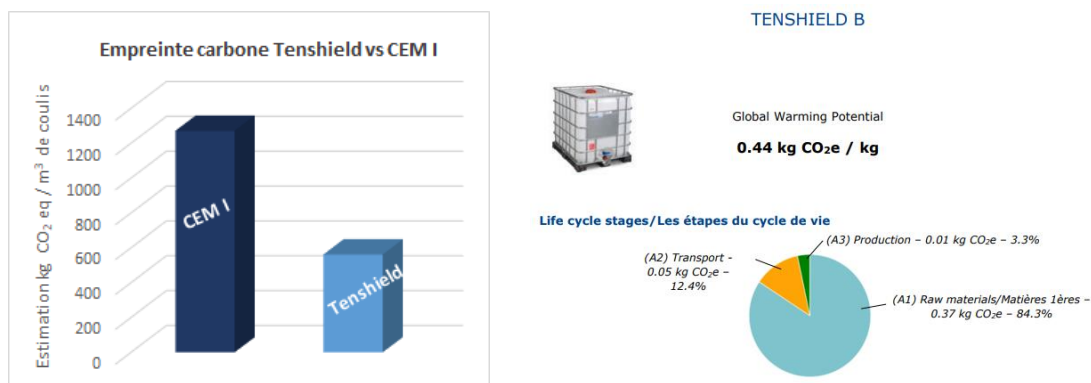 Empreinte carbone Tenshield vs CEM I
Estimation kg CO₂ eq / m³ de coulis
1400
1200
1000
800
600
400
200
0
CEM I
Tenshield
TENSHIELD B
Global Warming Potential
0.44 kg CO₂e / kg
Life cycle stages/Les étapes du cycle de vie
(A3) Production – 0.01 kg CO₂e – 3.3%
(A2) Transport -
0.05 kg CO₂e –
12.4%
(A1) Raw materials/Matières 1ères –
0.37 kg CO₂e – 84.3%